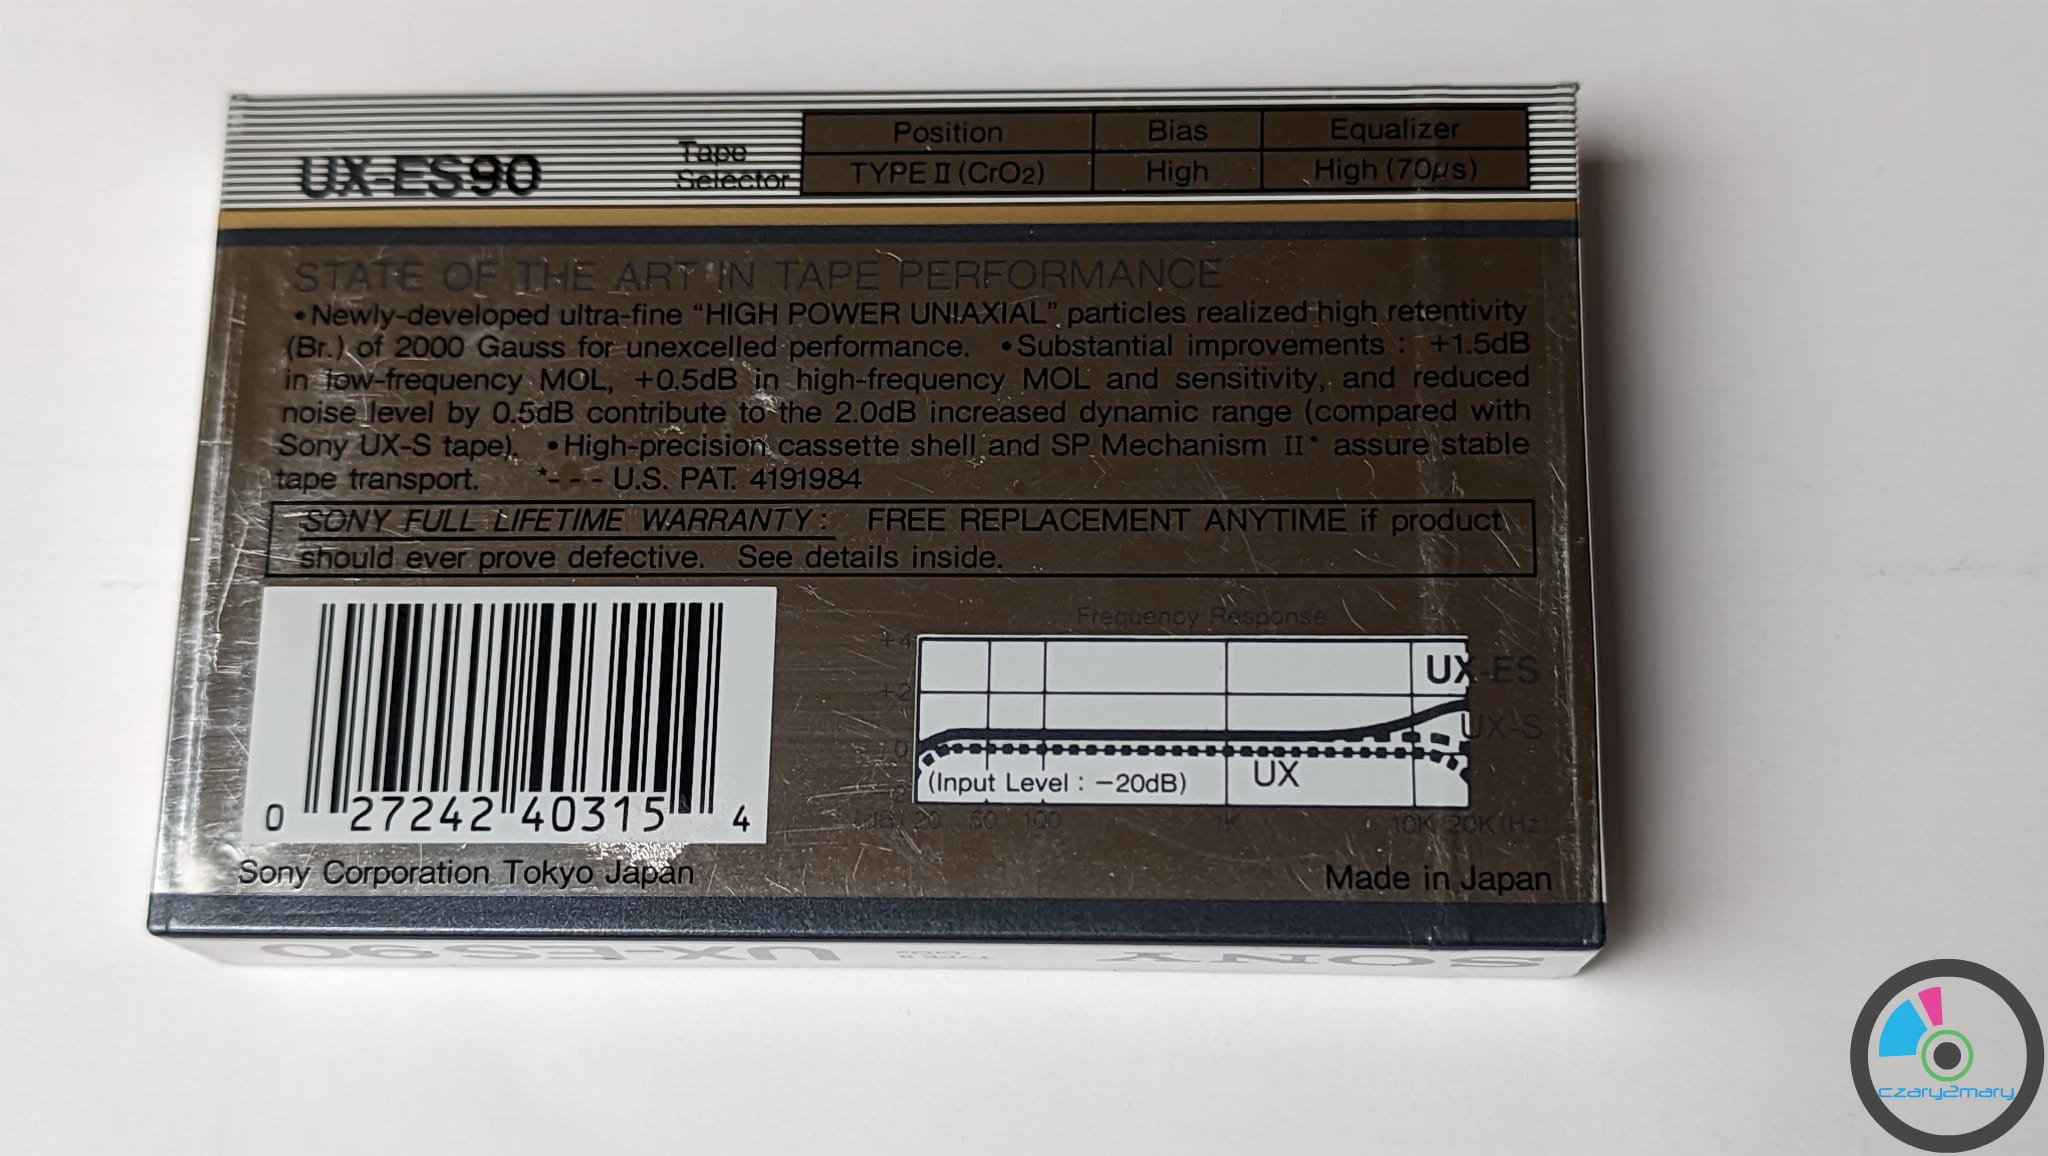 UX-ES90
Tape
Selector
Position Bias Equalizer
TYPE II (CrO2) High High (70μs)
STATE OF THE ART IN TAPE PERFORMANCE
•Newly-developed ultra-fine “HIGH POWER UNIAXIAL” particles realized high retentivity
(Br.) of 2000 Gauss for unexcelled performance. •Substantial improvements : +1.5dB
in low-frequency MOL, +0.5dB in high-frequency MOL and sensitivity, and reduced
noise level by 0.5dB contribute to the 2.0dB increased dynamic range (compared with
Sony UX-S tape). •High-precision cassette shell and SP Mechanism II* assure stable
tape transport. *- - - U.S. PAT. 4191984
SONY FULL LIFETIME WARRANTY: FREE REPLACEMENT ANYTIME if product
should ever prove defective. See details inside.
0 27242 40315 4
Frequency Response
+4
+2
0
-2
UX-ES
UX-S
UX
(Input Level : −20dB)
(dB) 20 50 100 1K 10K 20K(Hz)
Sony Corporation Tokyo Japan
Made in Japan
SONY TYPE II CrO2 UX-ES90
czary2mary